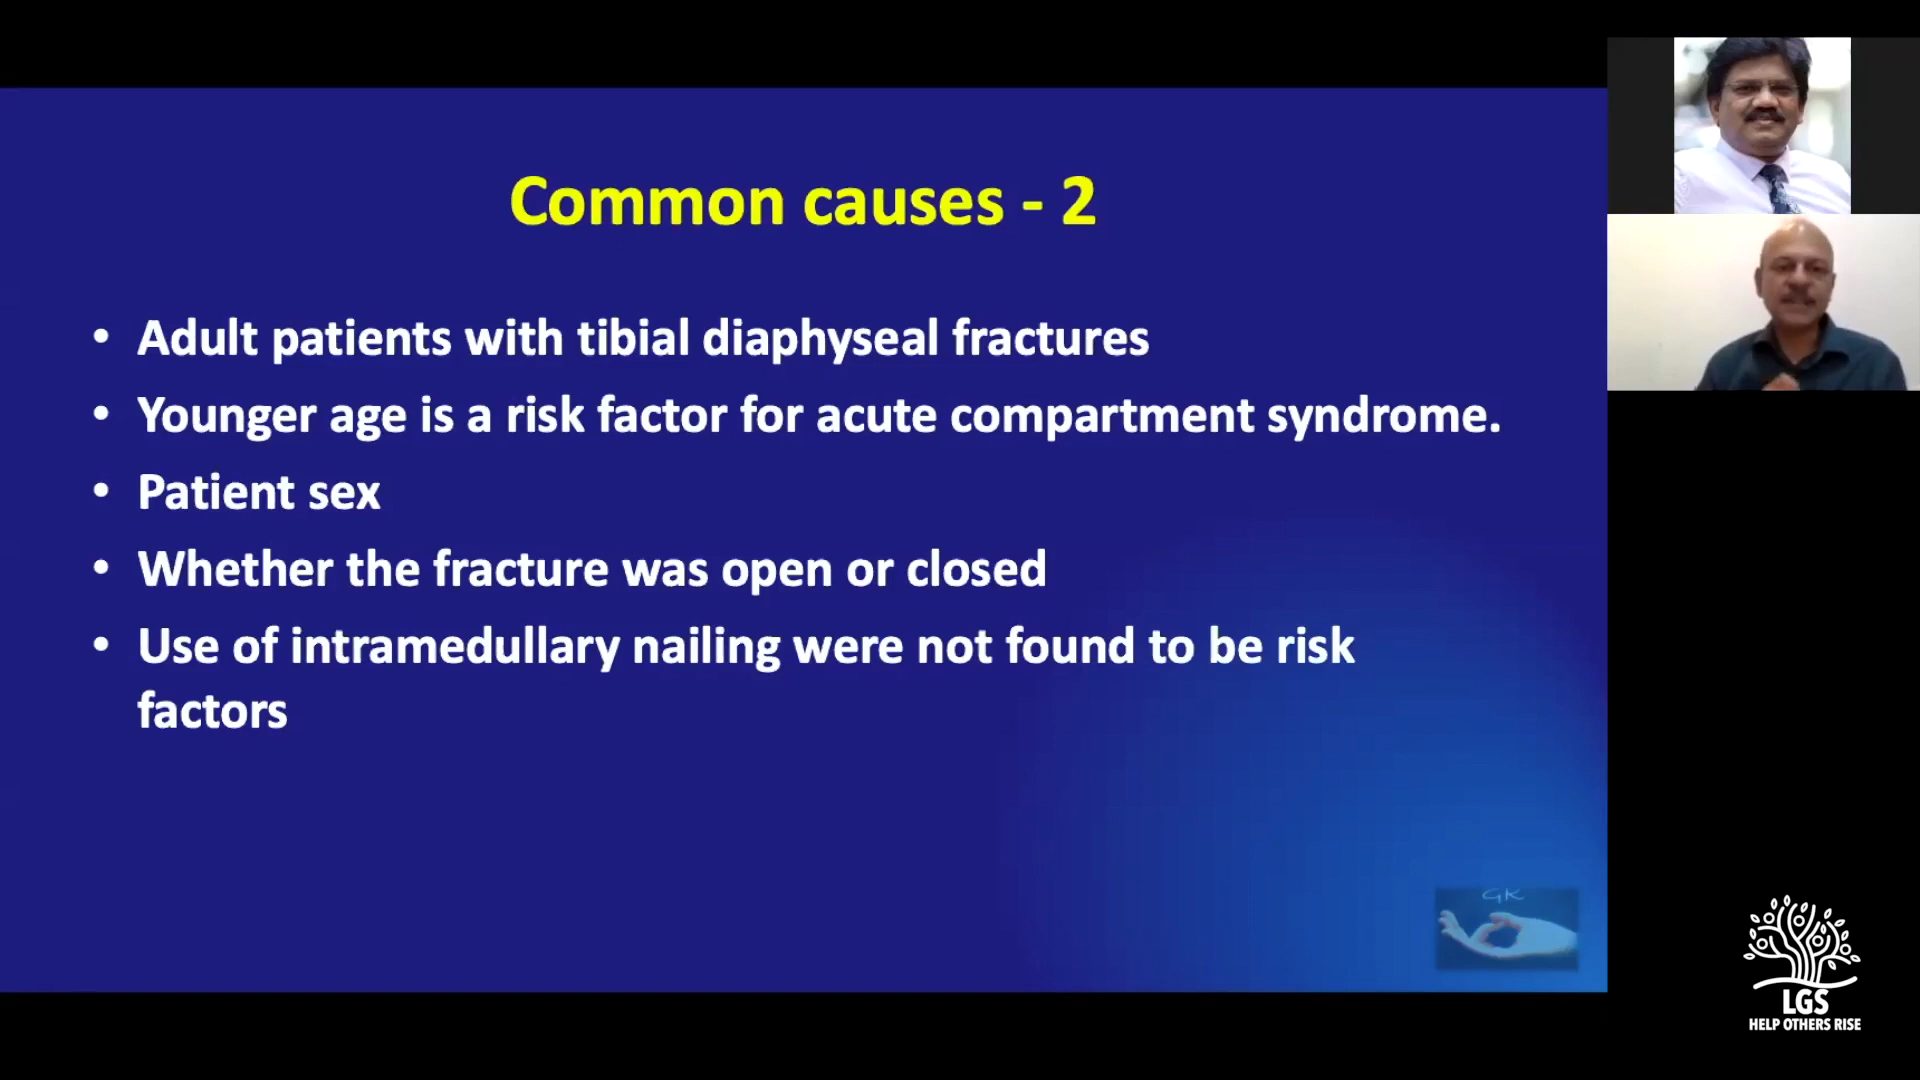 Common causes - 2
• Adult patients with tibial diaphyseal fractures
• Younger age is a risk factor for acute compartment syndrome.
• Patient sex
• Whether the fracture was open or closed
• Use of intramedullary nailing were not found to be risk
factors
GK
LGS
HELP OTHERS RISE